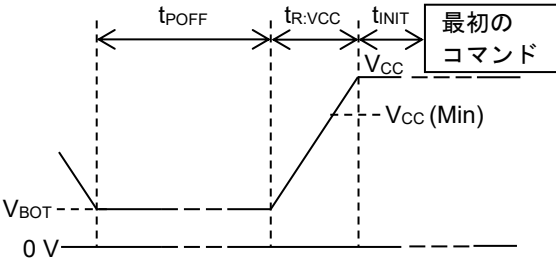 tPOFF tR:VCC tINIT 最初の
コマンド
VCC
VCC (Min)
VBOT
0 V